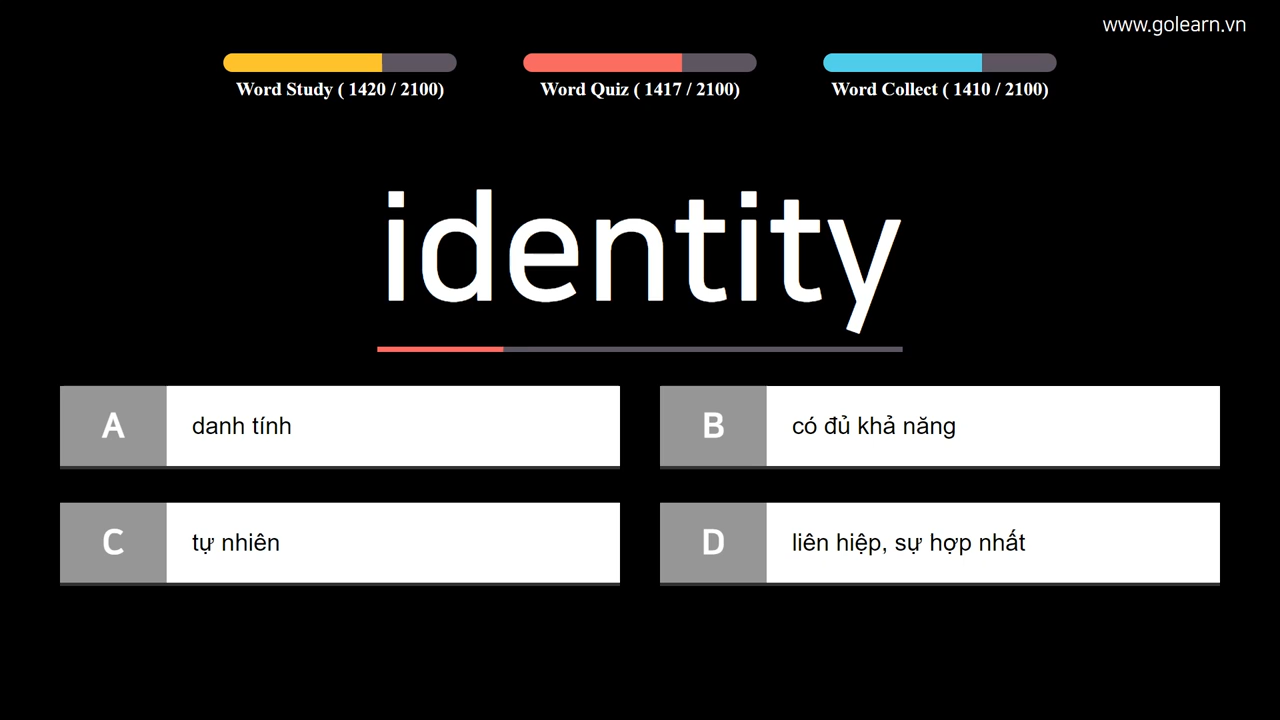 www.golearn.vn
Word Study ( 1420 / 2100)
Word Quiz ( 1417 / 2100)
Word Collect ( 1410 / 2100)
identity
A danh tính
B có đủ khả năng
C tự nhiên
D liên hiệp, sự hợp nhất